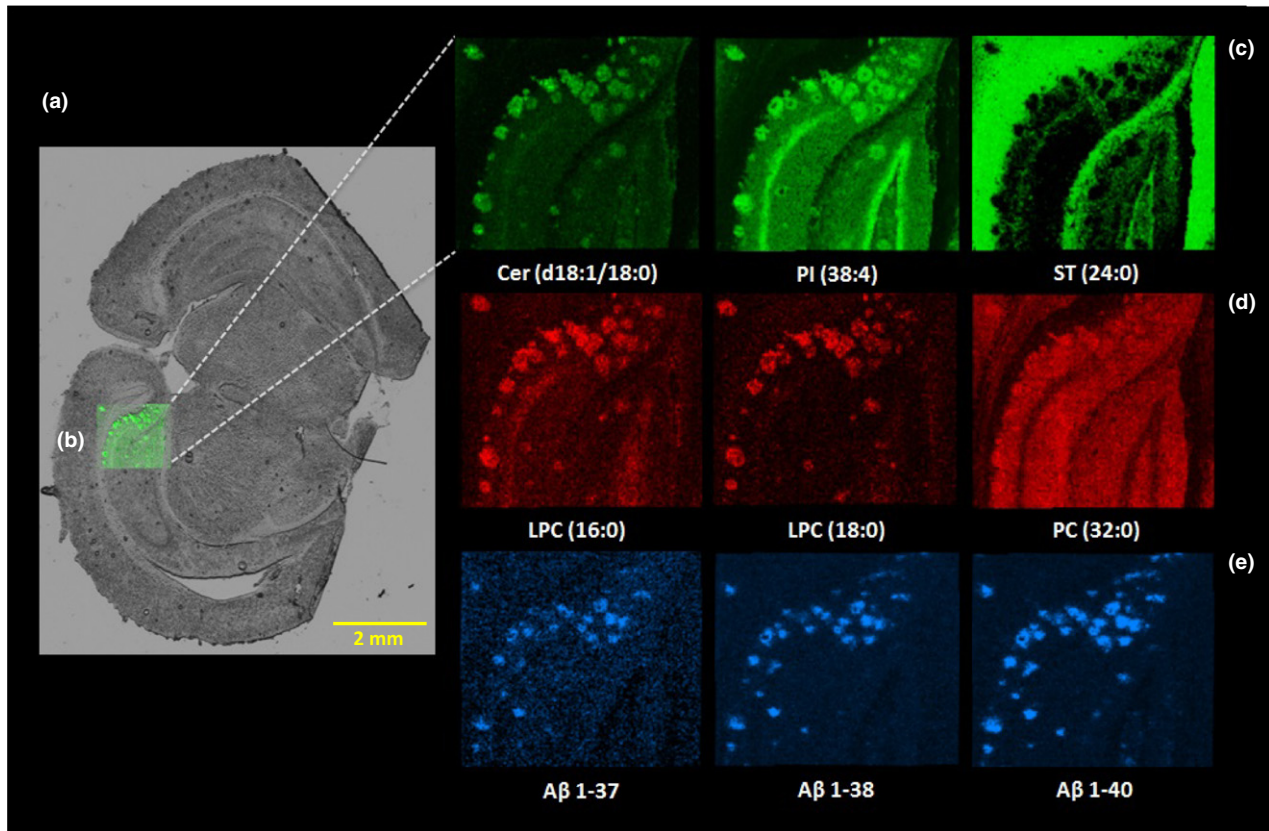 (a)
(b)
2 mm
(c)
Cer (d18:1/18:0) PI (38:4) ST (24:0)
(d)
LPC (16:0) LPC (18:0) PC (32:0)
(e)
Aβ 1-37 Aβ 1-38 Aβ 1-40